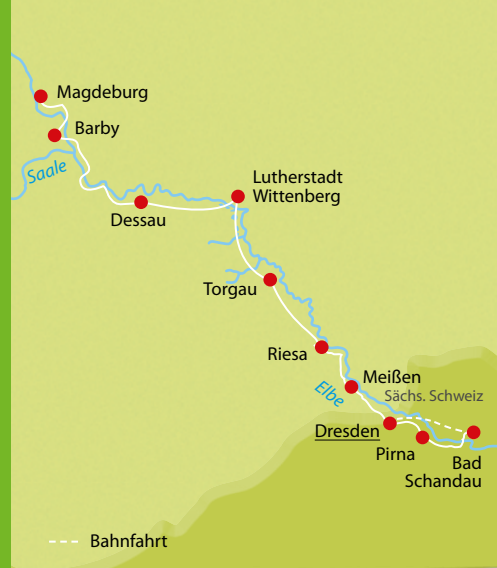 Magdeburg
Barby
Saale
Lutherstadt
Wittenberg
Dessau
Torgau
Riesa
Meißen
Elbe
Sächs. Schweiz
Dresden
Pirna
Bad
Schandau
Bahnfahrt